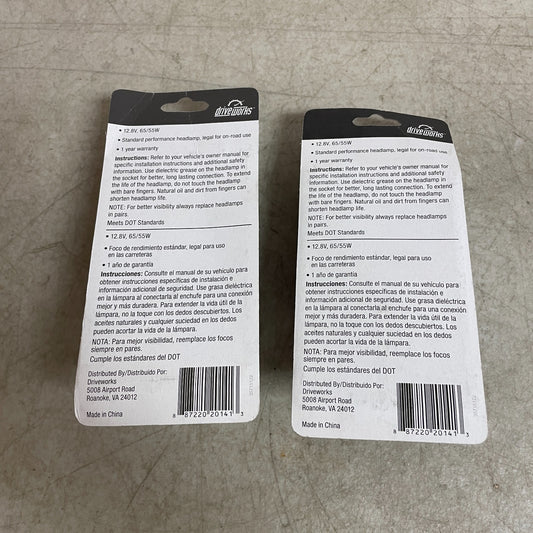 driveworks
• 12.8V, 65/55W
• Standard performance headlamp, legal for on-road use
• 1 year warranty
Instructions: Refer to your vehicle's owner manual for
specific installation instructions and additional safety
information. Use dielectric grease on the headlamp in
the socket for better, long lasting connection. To extend
the life of the headlamp, do not touch the headlamp
with bare fingers. Natural oil and dirt from fingers can
shorten headlamp life.
NOTE: For better visibility always replace headlamps
in pairs.
Meets DOT Standards
• 12.8V, 65/55W
• Foco de rendimiento estándar, legal para uso
en las carreteras
• 1 año de garantía
Instrucciones: Consulte el manual de su vehículo para
obtener instrucciones específicas de instalación e
información adicional de seguridad. Use grasa dieléctrica
en la lámpara al conectarla al enchufe para una conexión
mejor y más duradera. Para extender la vida útil de la
lámpara, no la toque con los dedos descubiertos. Los
aceites naturales y cualquier suciedad en los dedos
pueden acortar la vida de la lámpara.
NOTA: Para mejor visibilidad, reemplace los focos
siempre en pares.
Cumple los estándares del DOT
Distributed By/Distribuido Por:
Driveworks
5008 Airport Road
Roanoke, VA 24012
Made in China
8 87220 20141 3
driveworks
• 12.8V, 65/55W
• Standard performance headlamp, legal for on-road use
• 1 year warranty
Instructions: Refer to your vehicle's owner manual for
specific installation instructions and additional safety
information. Use dielectric grease on the headlamp in
the socket for better, long lasting connection. To extend
the life of the headlamp, do not touch the headlamp
with bare fingers. Natural oil and dirt from fingers can
shorten headlamp life.
NOTE: For better visibility always replace headlamps
in pairs.
Meets DOT Standards
• 12.8V, 65/55W
• Foco de rendimiento estándar, legal para uso
en las carreteras
• 1 año de garantía
Instrucciones: Consulte el manual de su vehículo para
obtener instrucciones específicas de instalación e
información adicional de seguridad. Use grasa dieléctrica
en la lámpara al conectarla al enchufe para una conexión
mejor y más duradera. Para extender la vida útil de la
lámpara, no la toque con los dedos descubiertos. Los
aceites naturales y cualquier suciedad en los dedos
pueden acortar la vida de la lámpara.
NOTA: Para mejor visibilidad, reemplace los focos
siempre en pares.
Cumple los estándares del DOT
Distributed By/Distribuido Por:
Driveworks
5008 Airport Road
Roanoke, VA 24012
Made in China
8 87220 20141 3